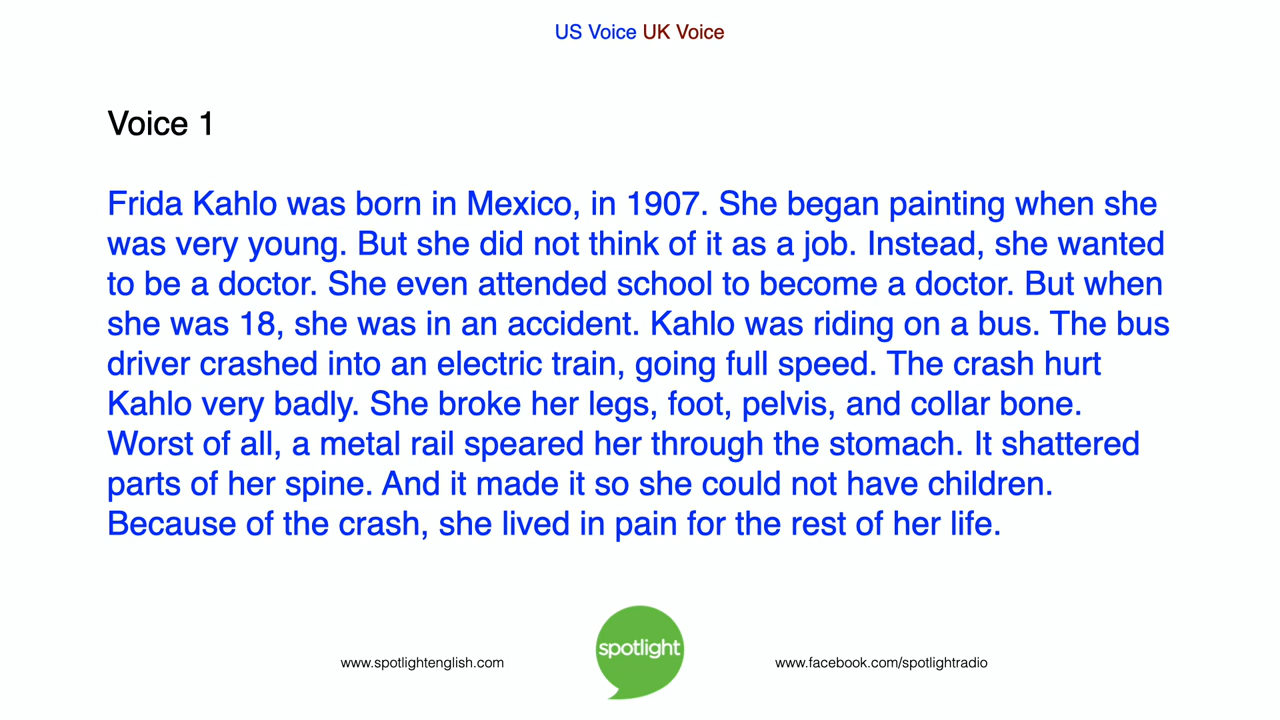 US Voice UK Voice
Voice 1
Frida Kahlo was born in Mexico, in 1907. She began painting when she
was very young. But she did not think of it as a job. Instead, she wanted
to be a doctor. She even attended school to become a doctor. But when
she was 18, she was in an accident. Kahlo was riding on a bus. The bus
driver crashed into an electric train, going full speed. The crash hurt
Kahlo very badly. She broke her legs, foot, pelvis, and collar bone.
Worst of all, a metal rail speared her through the stomach. It shattered
parts of her spine. And it made it so she could not have children.
Because of the crash, she lived in pain for the rest of her life.
www.spotlightenglish.com
spotlight
www.facebook.com/spotlightradio